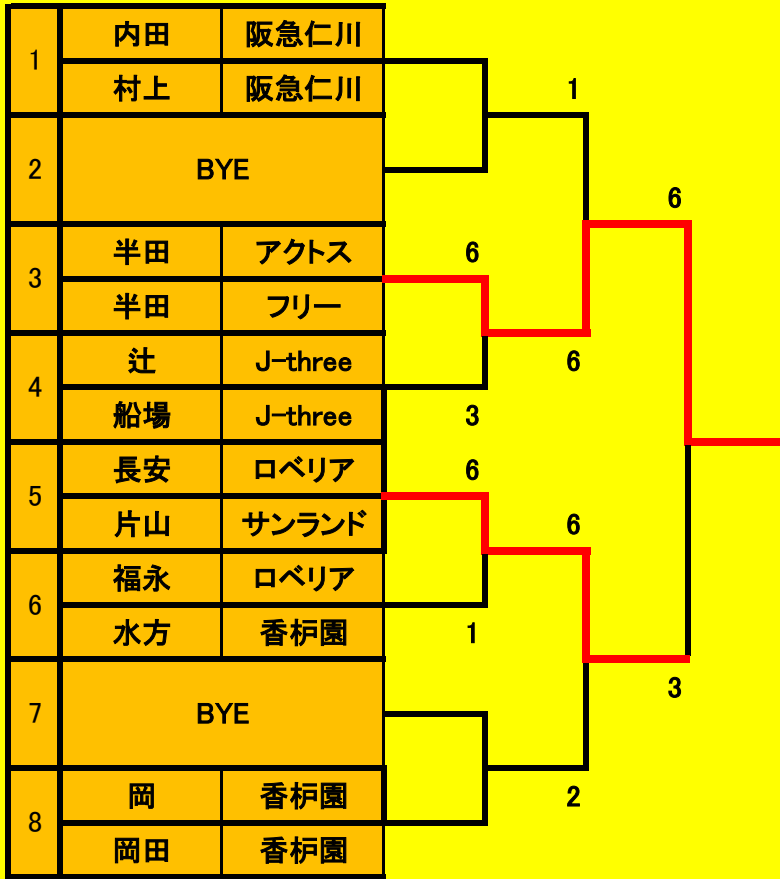 1
内田 阪急仁川
村上 阪急仁川
1
2
BYE
6
3
半田 アクトス
6
半田 フリー
4
辻 J-three
6
船場 J-three
3
5
長安 ロベリア
6
片山 サンランド
6
6
福永 ロベリア
水方 香枦園
1
3
7
BYE
8
岡 香枦園
2
岡田 香枦園